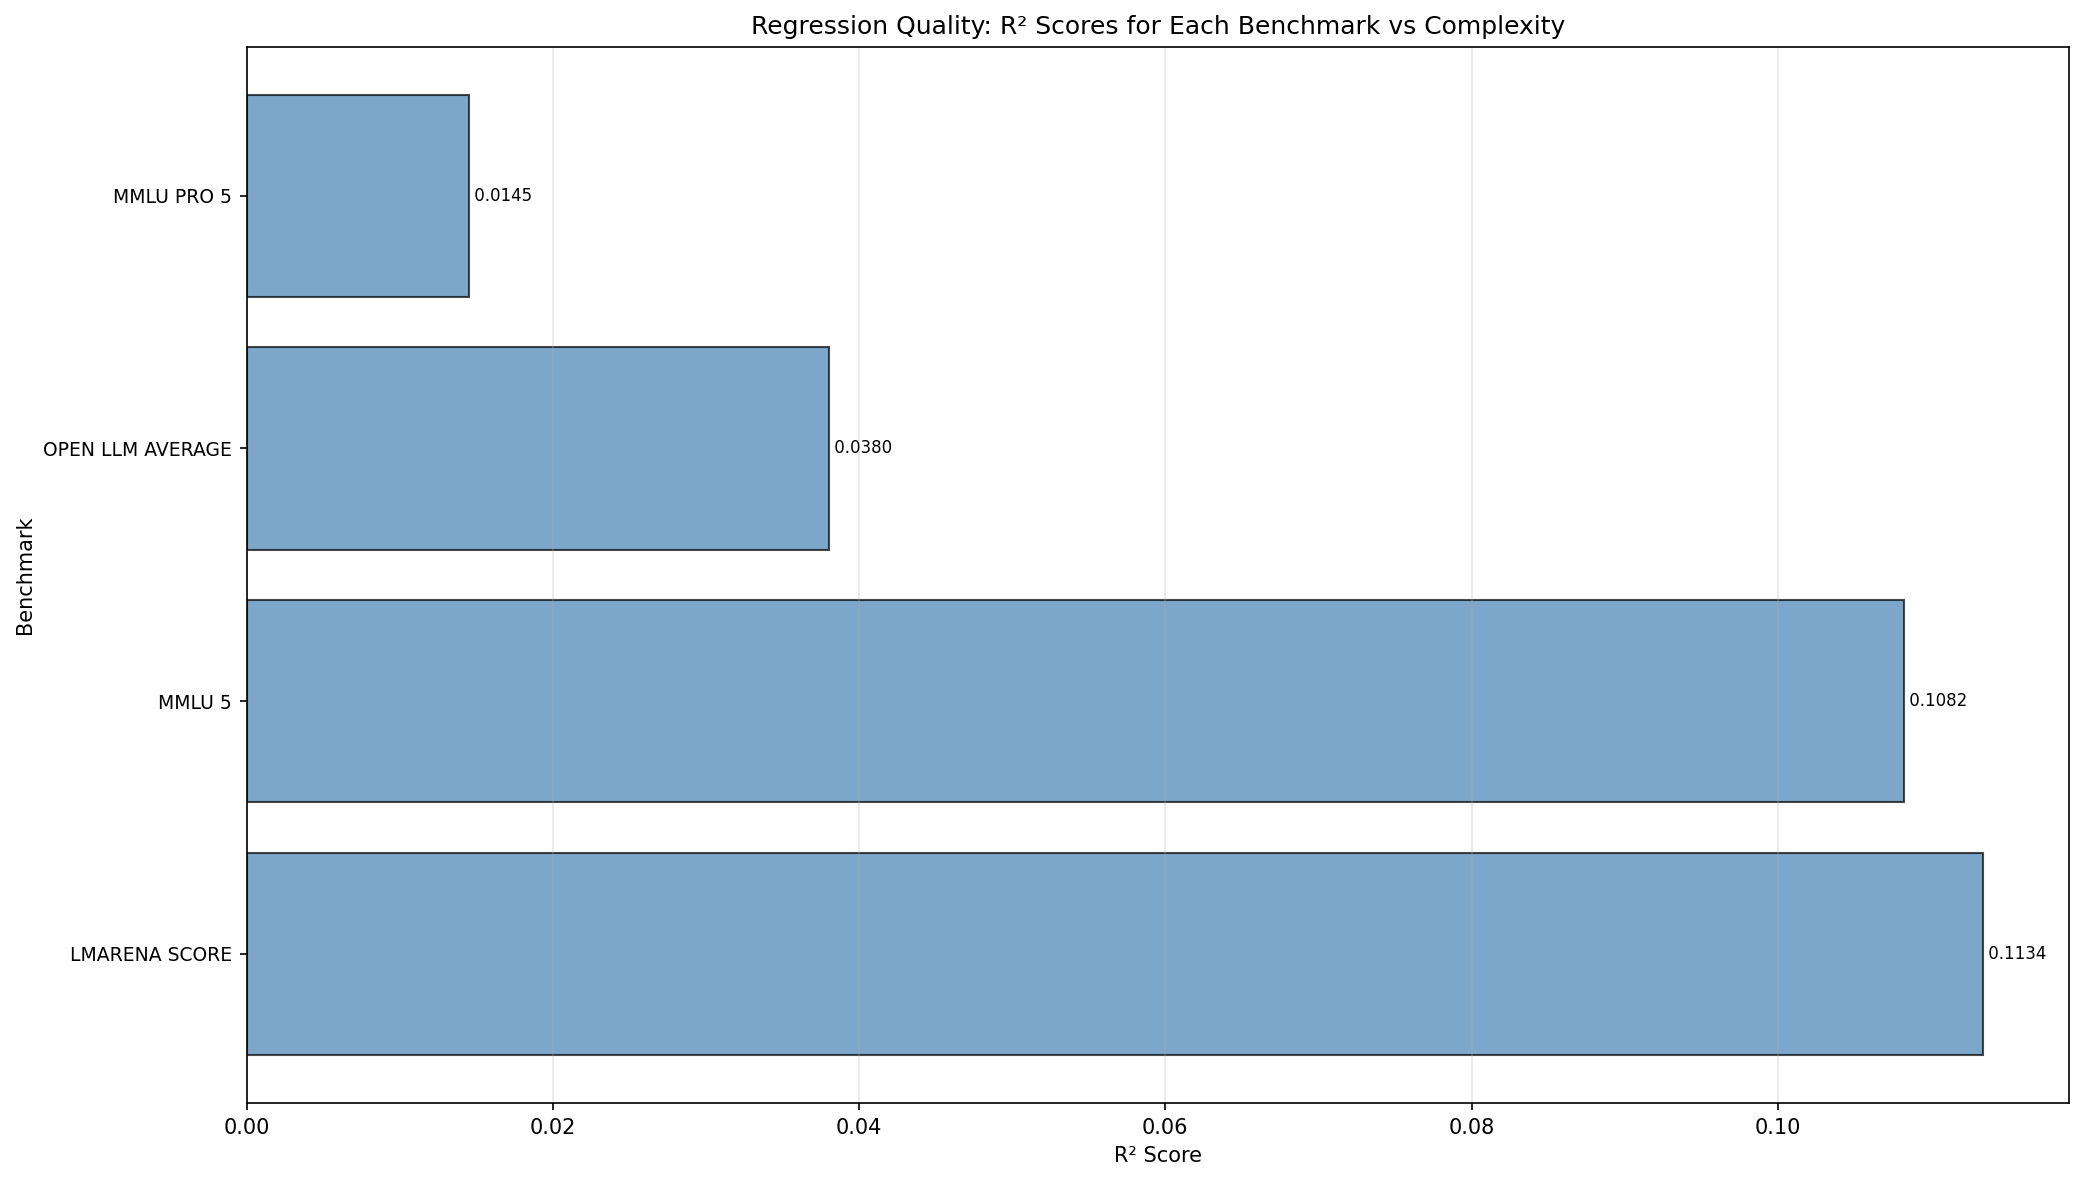 Regression Quality: R² Scores for Each Benchmark vs Complexity
Benchmark
MMLU PRO 5
0.0145
OPEN LLM AVERAGE
0.0380
MMLU 5
0.1082
LMARENA SCORE
0.1134
0.00 0.02 0.04 0.06 0.08 0.10
R² Score